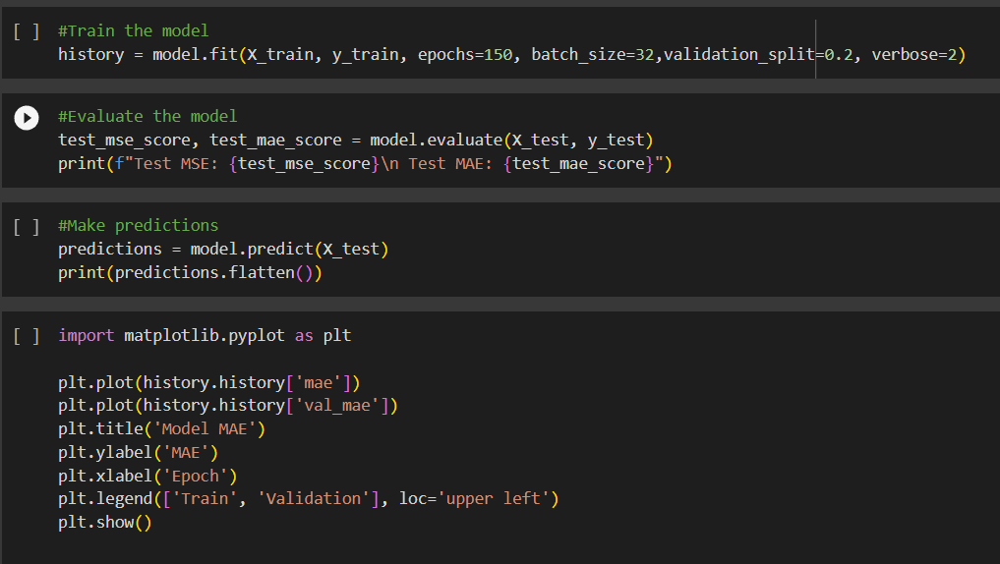 [ ] #Train the model
history = model.fit(X_train, y_train, epochs=150, batch_size=32,validation_split=0.2, verbose=2)
#Evaluate the model
test_mse_score, test_mae_score = model.evaluate(X_test, y_test)
print(f"Test MSE: {test_mse_score}\n Test MAE: {test_mae_score}")
[ ] #Make predictions
predictions = model.predict(X_test)
print(predictions.flatten())
[ ] import matplotlib.pyplot as plt
plt.plot(history.history['mae'])
plt.plot(history.history['val_mae'])
plt.title('Model MAE')
plt.ylabel('MAE')
plt.xlabel('Epoch')
plt.legend(['Train', 'Validation'], loc='upper left')
plt.show()